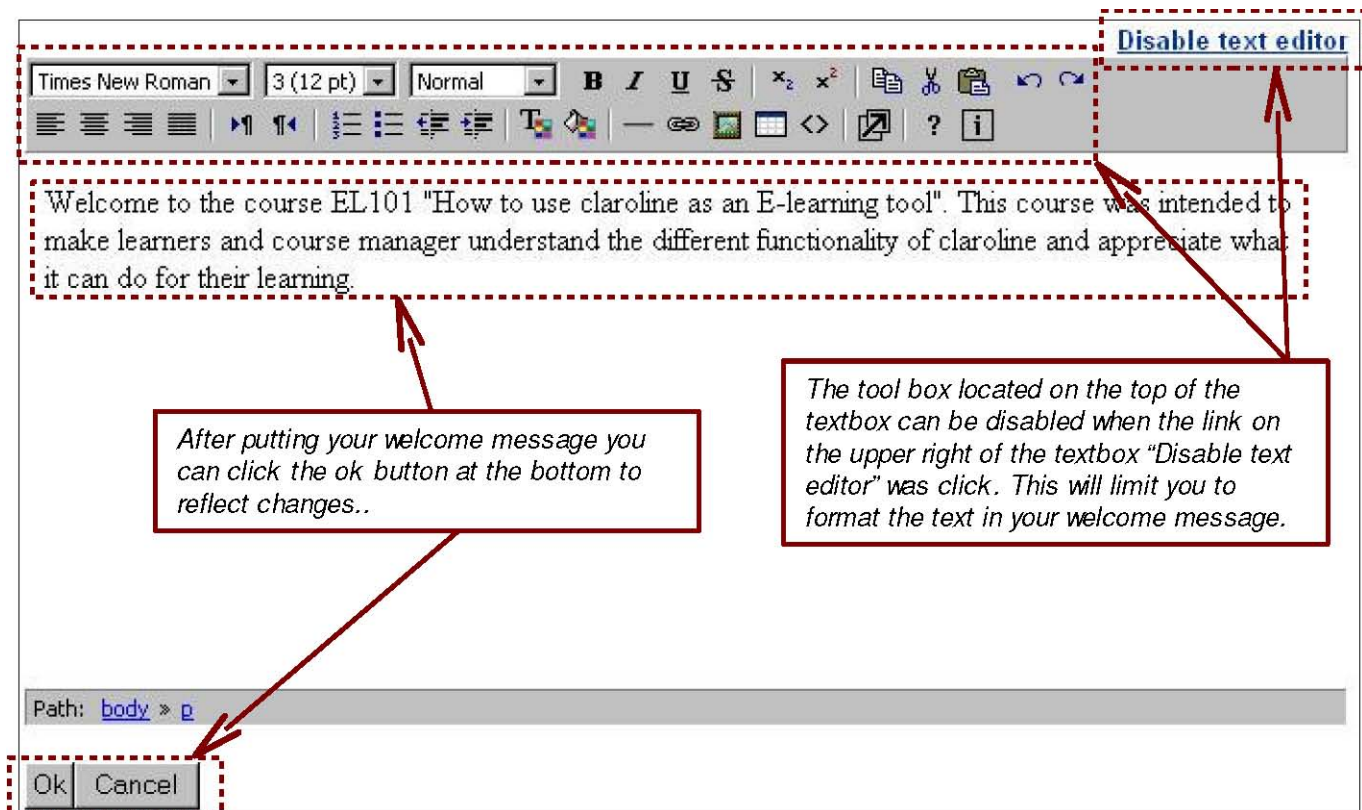 Disable text editor
Times New Roman 3 (12 pt) Normal B I U S x₂ x²
? i
Welcome to the course EL101 "How to use claroline as an E-learning tool". This course was intended to
make learners and course manager understand the different functionality of claroline and appreciate what
it can do for their learning.
The tool box located on the top of the
textbox can be disabled when the link on
the upper right of the textbox “Disable text
editor” was click. This will limit you to
format the text in your welcome message.
After putting your welcome message you
can click the ok button at the bottom to
reflect changes..
Path: body » p
Ok Cancel